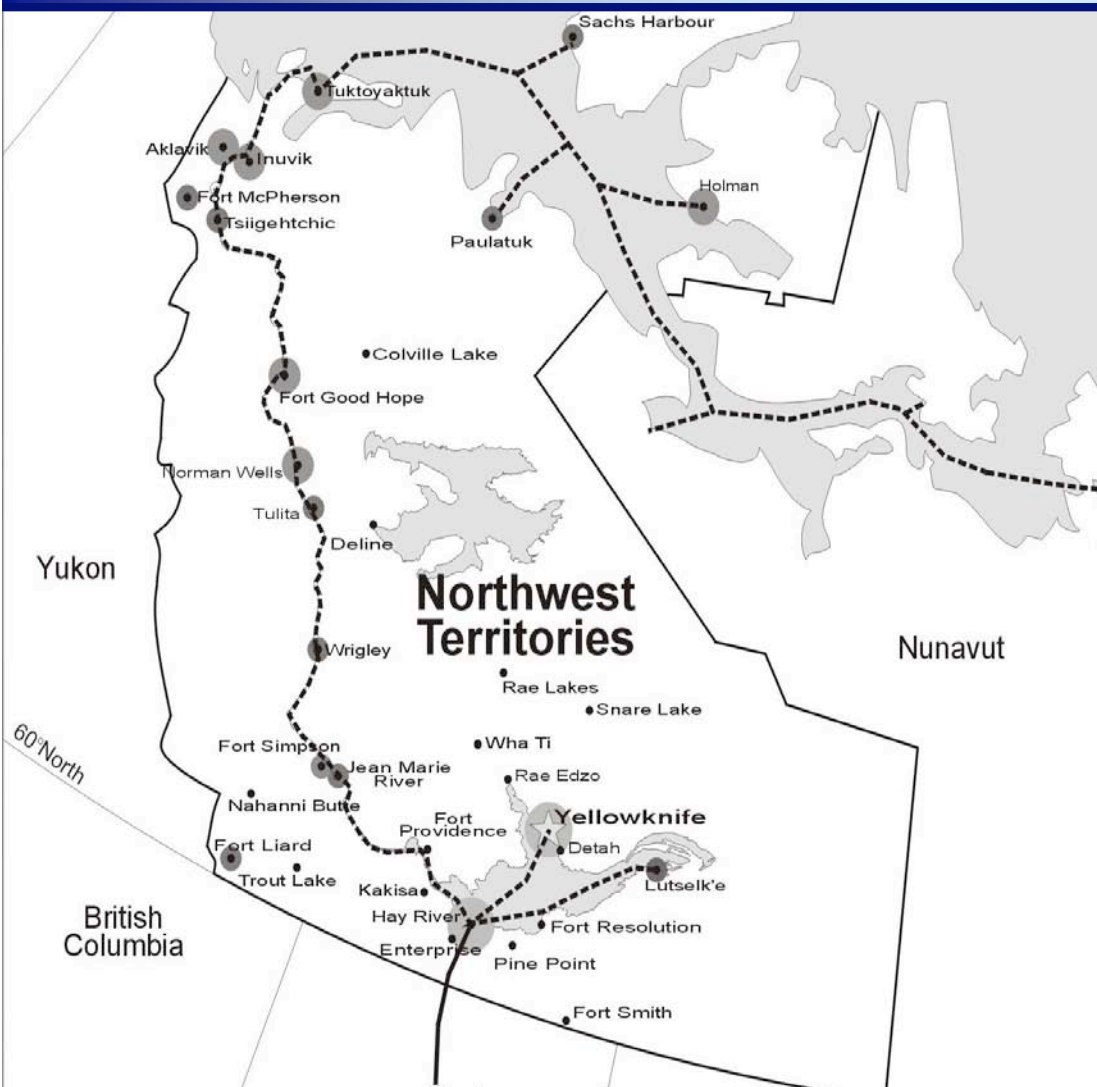 Sachs Harbour
Tuktoyaktuk
Aklavik
Inuvik
Holman
Fort McPherson
Tsiigehtchic
Paulatuk
Colville Lake
Fort Good Hope
Norman Wells
Tulita
Deline
Yukon
Northwest
Territories
Nunavut
Wrigley
Rae Lakes
Snare Lake
60°North
Fort Simpson
Wha Ti
Jean Marie
River
Rae Edzo
Nahanni Butte
Fort
Providence
Yellowknife
Fort Liard
Detah
Trout Lake
Kakisa
Lutselk'e
British
Columbia
Hay River
Fort Resolution
Enterprise
Pine Point
Fort Smith